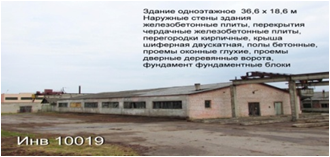 Здание одноэтажное 36,6 х 18,6 м
Наружные стены здания
железобетонные плиты, перекрытия
чердачные железобетонные плиты,
перегородки кирпичные, крыша
шиферная двускатная, полы бетонные,
проемы оконные глухие, проемы
дверные деревянные ворота,
фундамент фундаментные блоки
Инв 10019